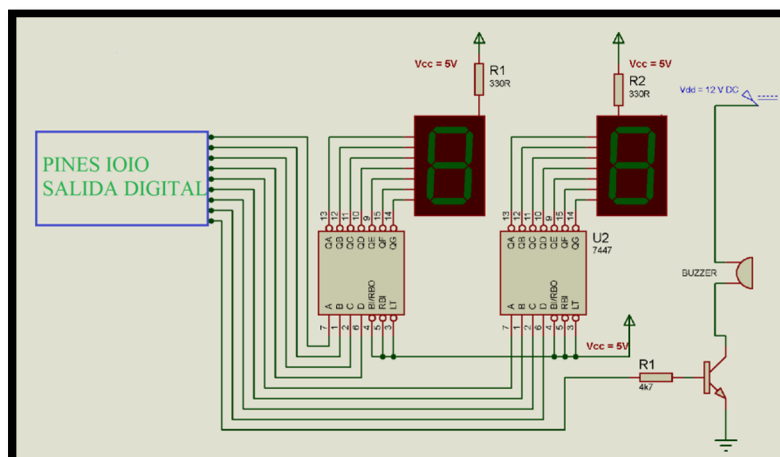 Vcc = 5V
R1
330R
Vcc = 5V
R2
330R
Vdd = 12 V DC
PINES IOIO
SALIDA DIGITAL
13 12 11 10 9 15 14
QA QB QC QD QE QF QG
A B C D BI/RBO RBI LT
7 1 2 6 4 5 3
13 12 11 10 9 15 14
QA QB QC QD QE QF QG
A B C D BI/RBO RBI LT
7 1 2 6 4 5 3
U2
7447
BUZZER
Vcc = 5V
R1
4k7